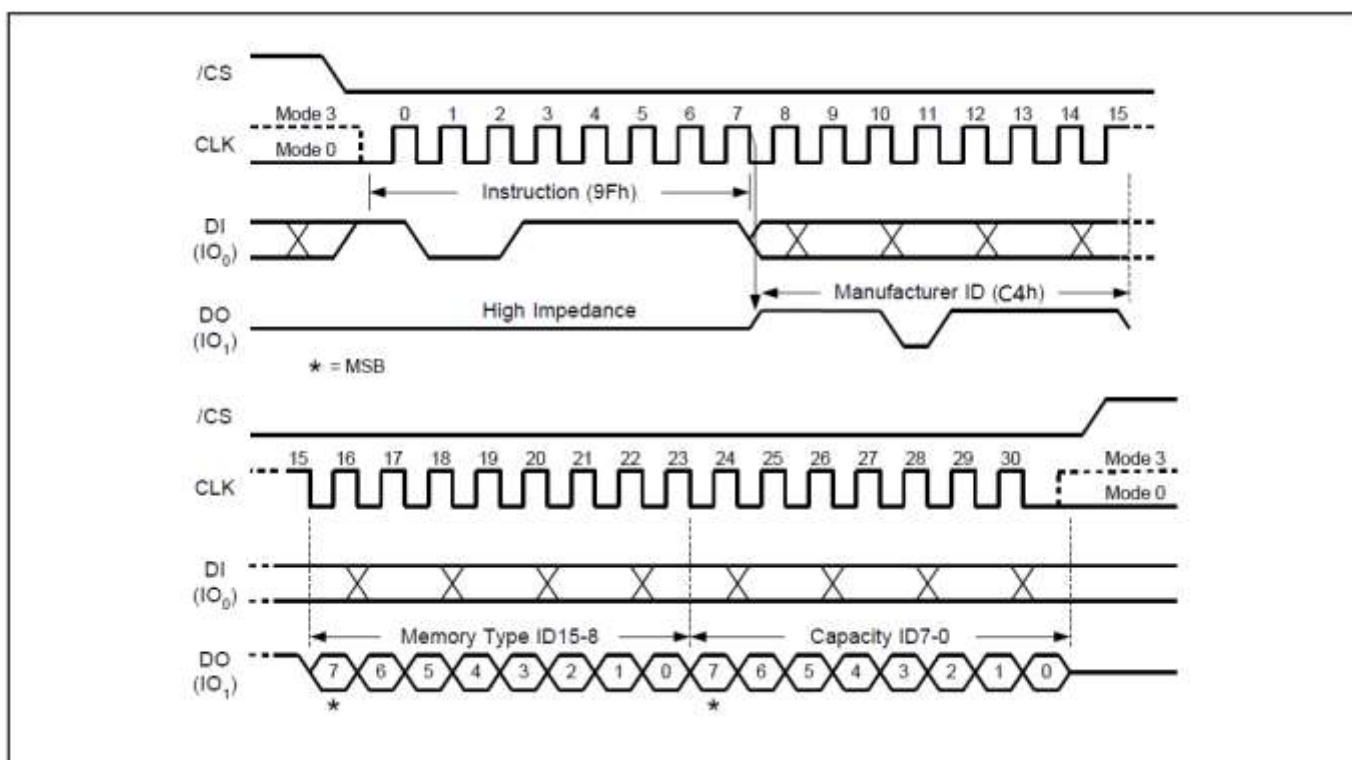 /CS
Mode 3 0 1 2 3 4 5 6 7 8 9 10 11 12 13 14 15
CLK Mode 0
Instruction (9Fh)
DI
(IO0)
Manufacturer ID (C4h)
High Impedance
DO
(IO1)
* = MSB
/CS
15 16 17 18 19 20 21 22 23 24 25 26 27 28 29 30 Mode 3
CLK Mode 0
DI
(IO0)
Memory Type ID15-8 Capacity ID7-0
DO 7 6 5 4 3 2 1 0 7 6 5 4 3 2 1 0
(IO1)
* *